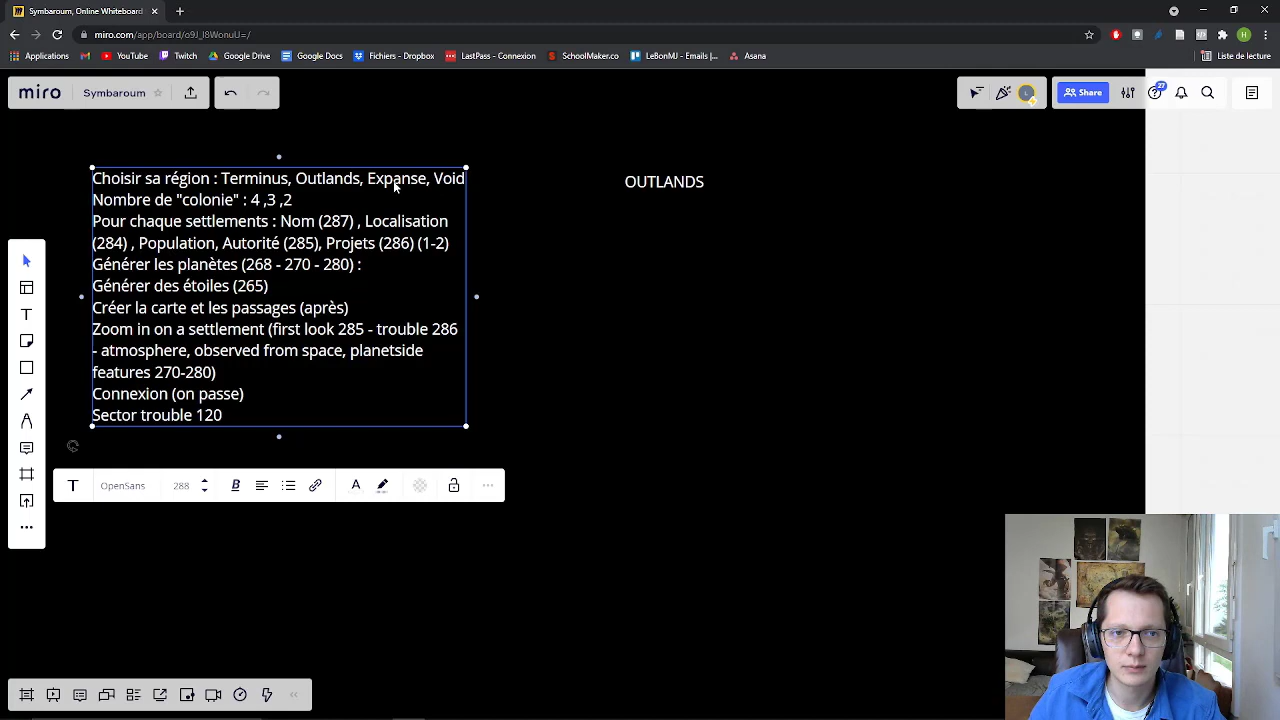 Symbaroum, Online Whiteboard
miro.com/app/board/o9J_l8WonuU=/
Applications
YouTube
Twitch
Google Drive
Google Docs
Fichiers - Dropbox
LastPass - Connexion
SchoolMaker.co
LeBonMJ - Emails |...
Asana
Liste de lecture
miro
Symbaroum
L
Share
27
Choisir sa région : Terminus, Outlands, Expanse, Void
Nombre de "colonie" : 4 ,3 ,2
Pour chaque settlements : Nom (287) , Localisation
(284) , Population, Autorité (285), Projets (286) (1-2)
Générer les planètes (268 - 270 - 280) :
Générer des étoiles (265)
Créer la carte et les passages (après)
Zoom in on a settlement (first look 285 - trouble 286
- atmosphere, observed from space, planetside
features 270-280)
Connexion (on passe)
Sector trouble 120
OUTLANDS
OpenSans
288
B
A